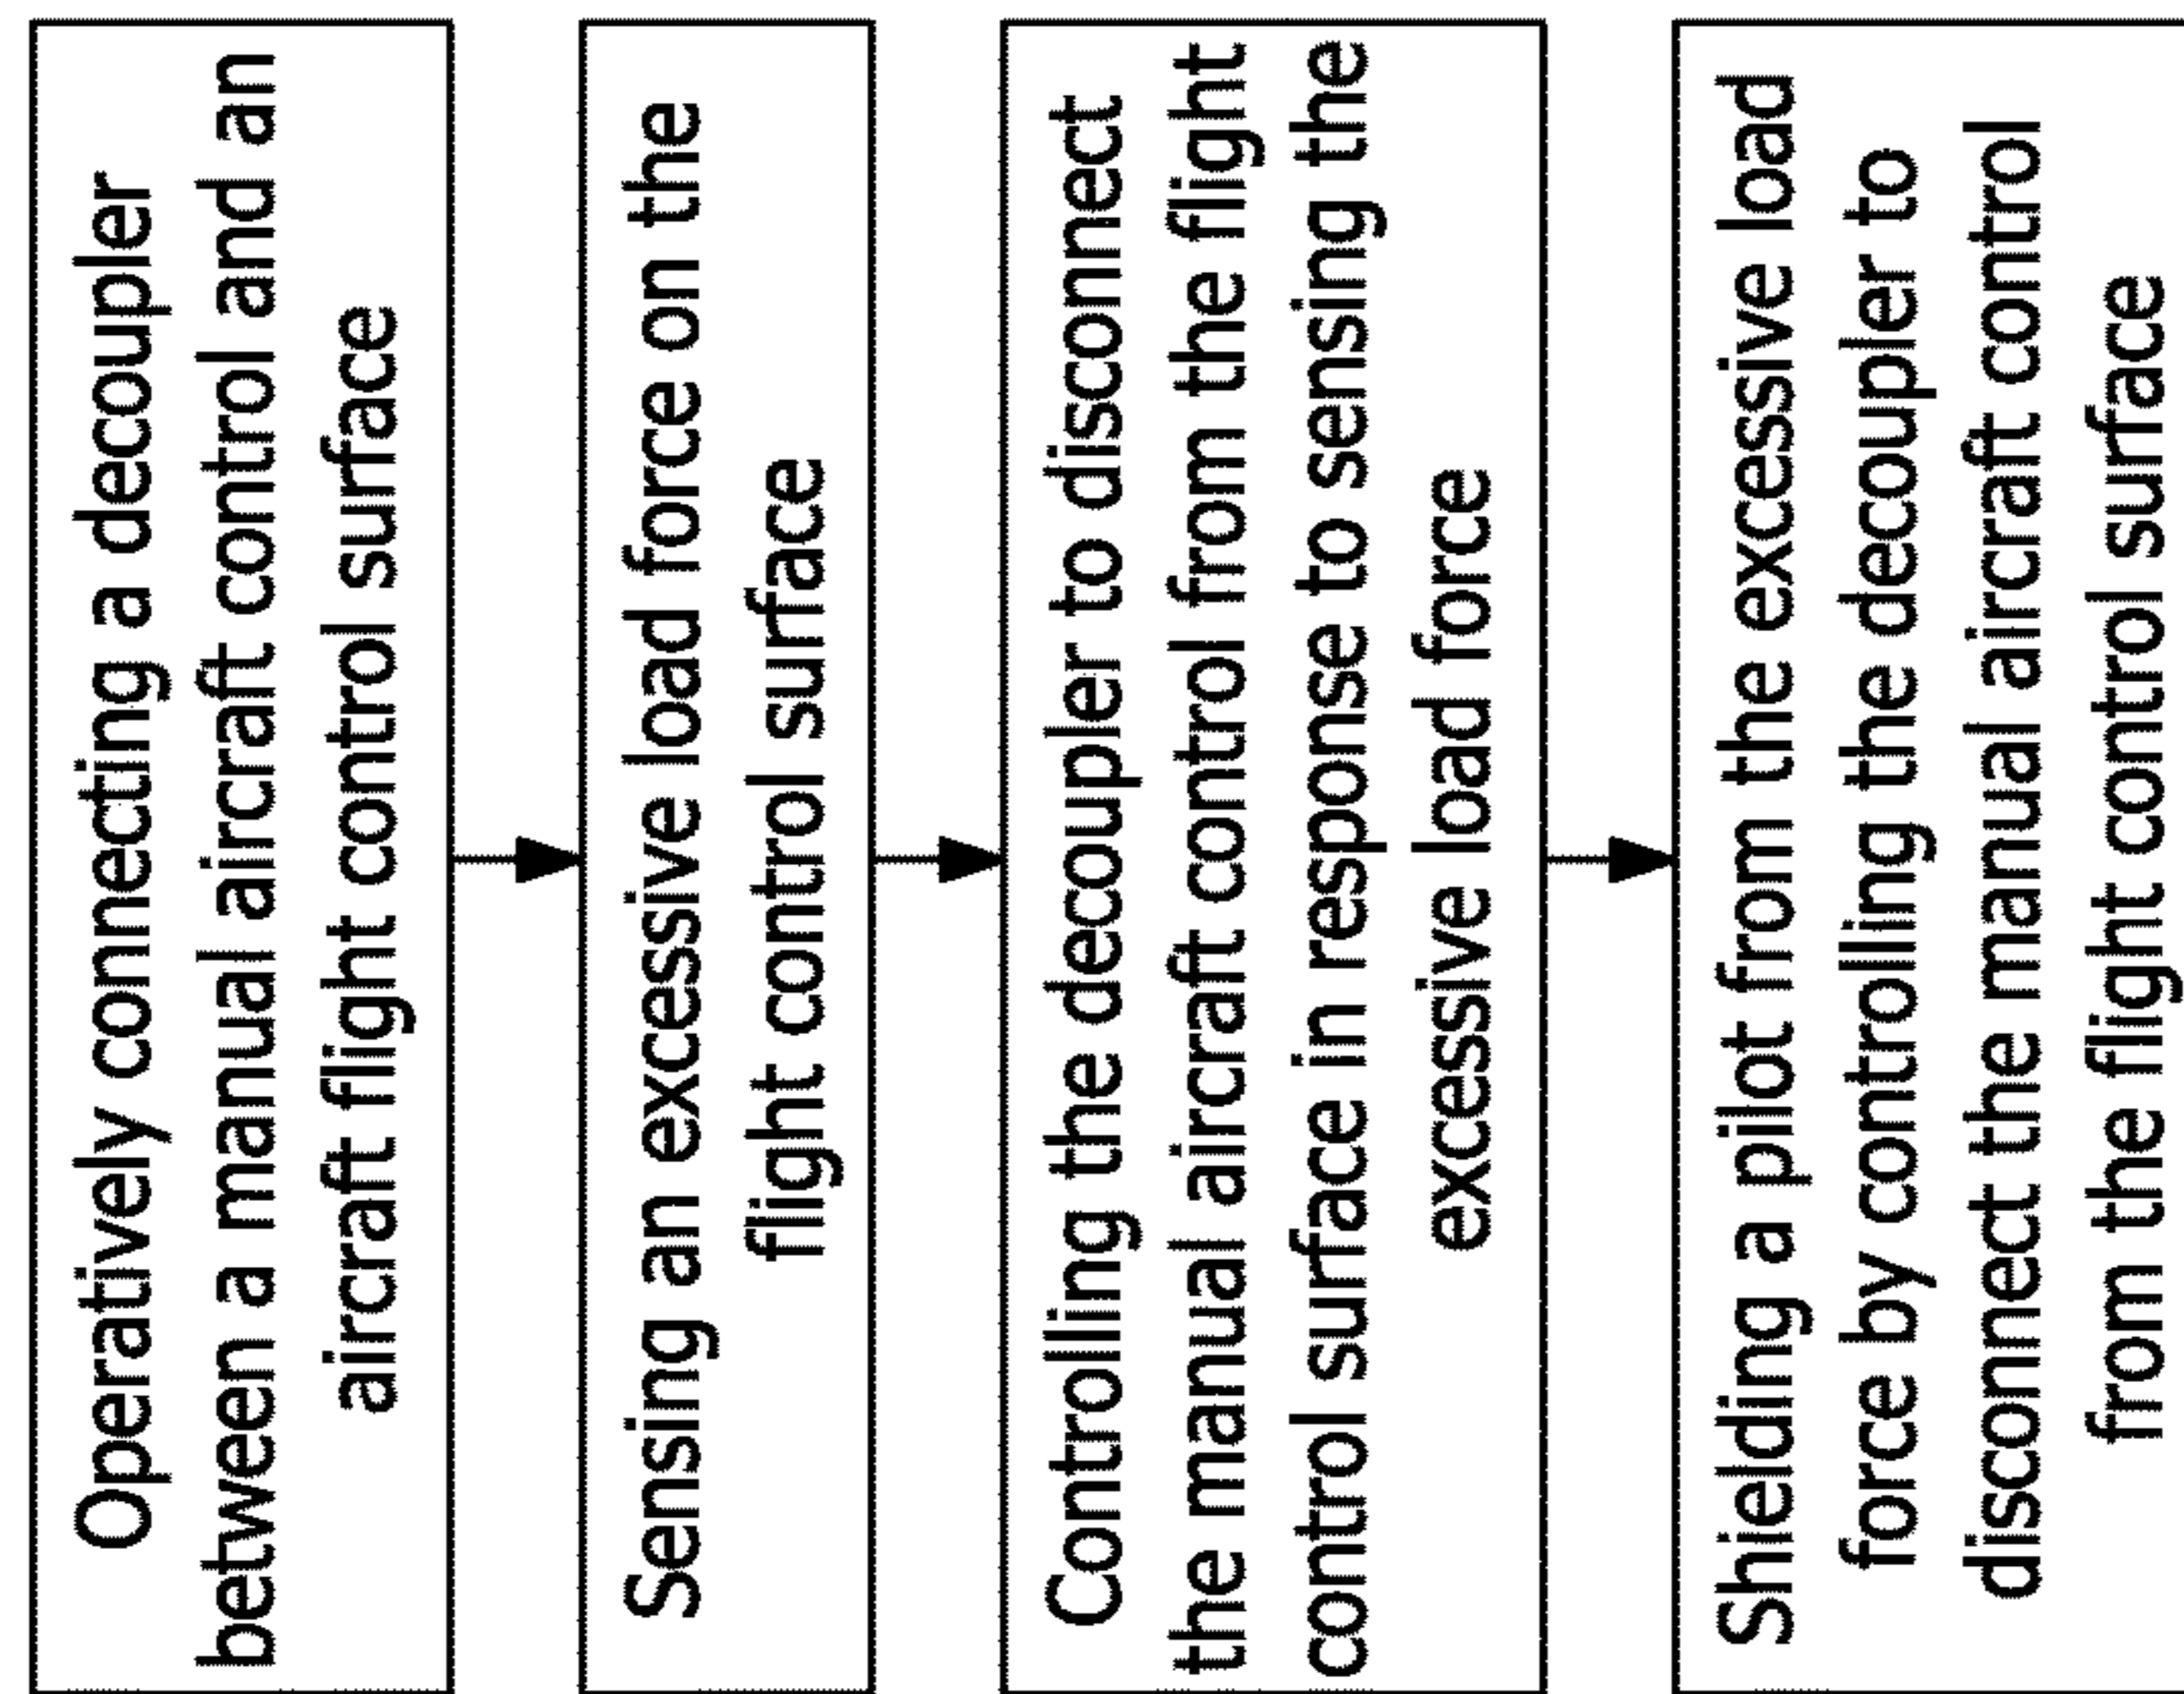 Operatively connecting a decoupler
between a manual aircraft control and an
aircraft flight control surface
Sensing an excessive load force on the
flight control surface
Controlling the decoupler to disconnect
the manual aircraft control from the flight
control surface in response to sensing the
excessive load force
Shielding a pilot from the excessive load
force by controlling the decoupler to
disconnect the manual aircraft control
from the flight control surface